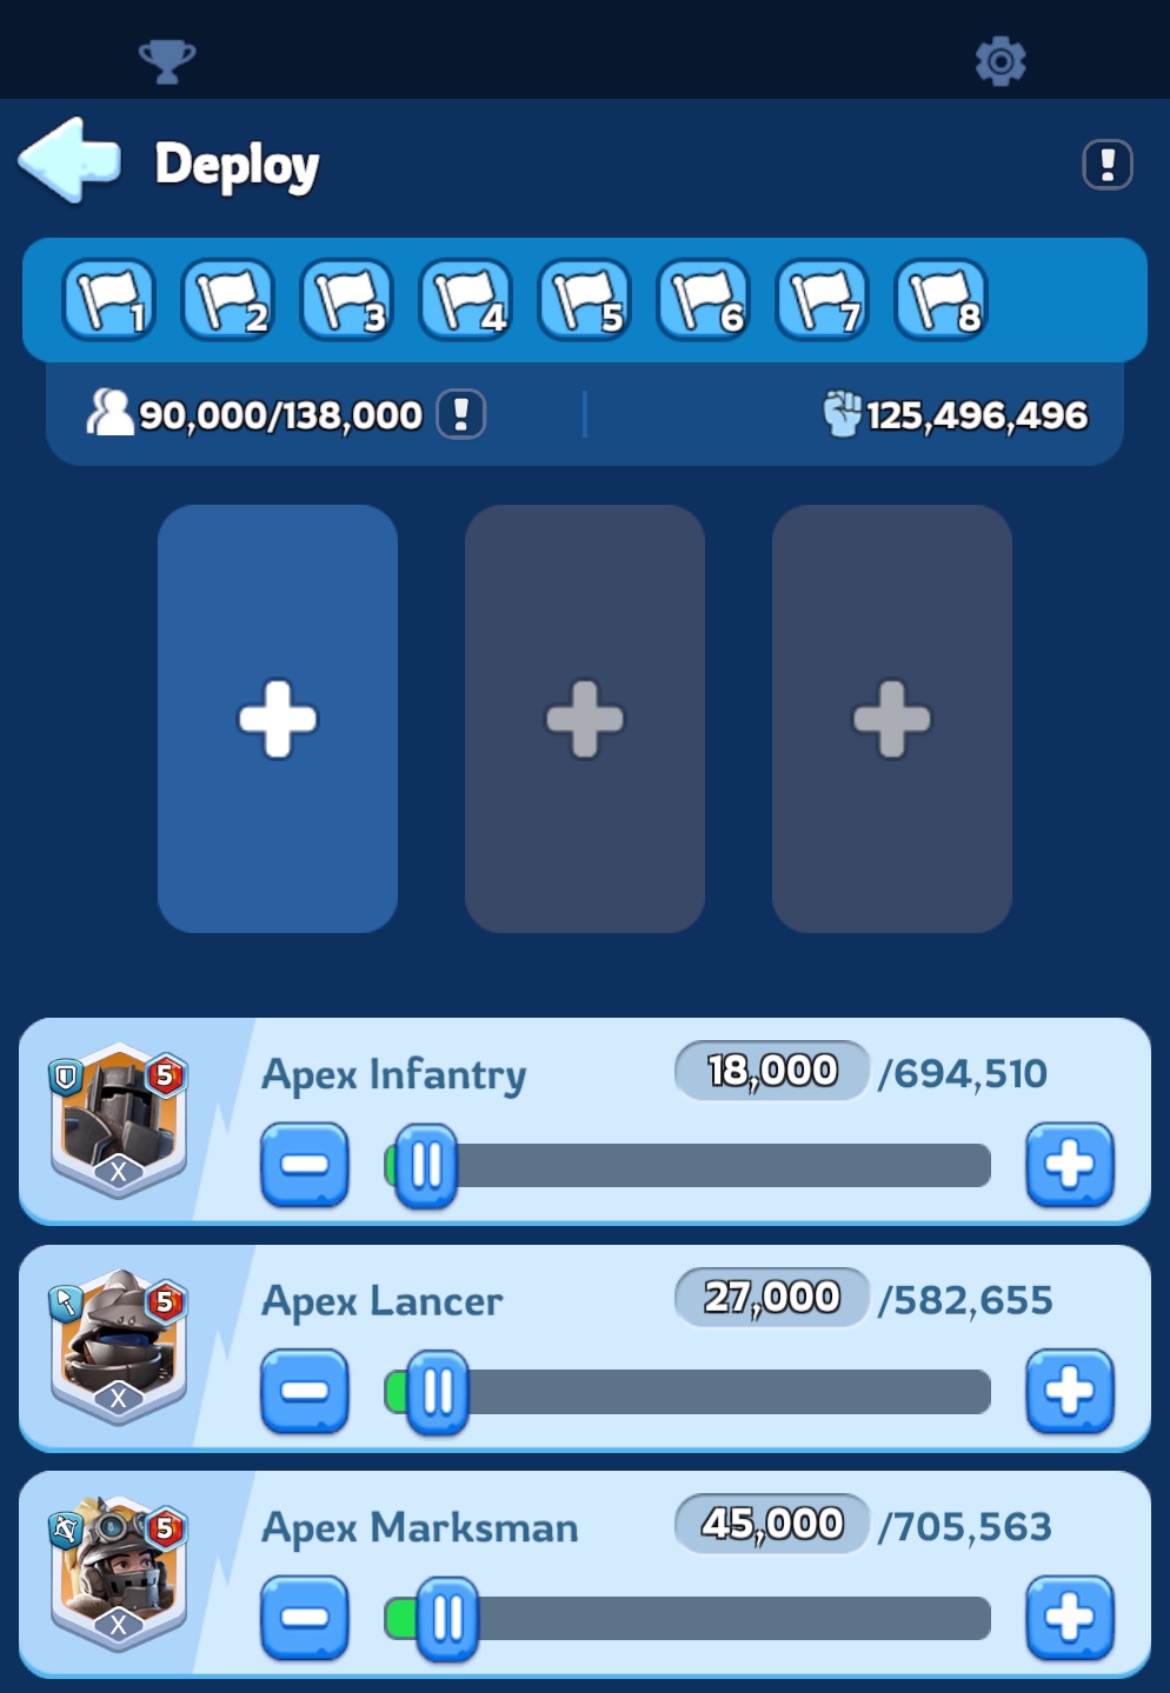 Deploy
!
1 2 3 4 5 6 7 8
90,000/138,000 ! 125,496,496
5
Apex Infantry 18,000 /694,510
X
5
Apex Lancer 27,000 /582,655
X
5
Apex Marksman 45,000 /705,563
X